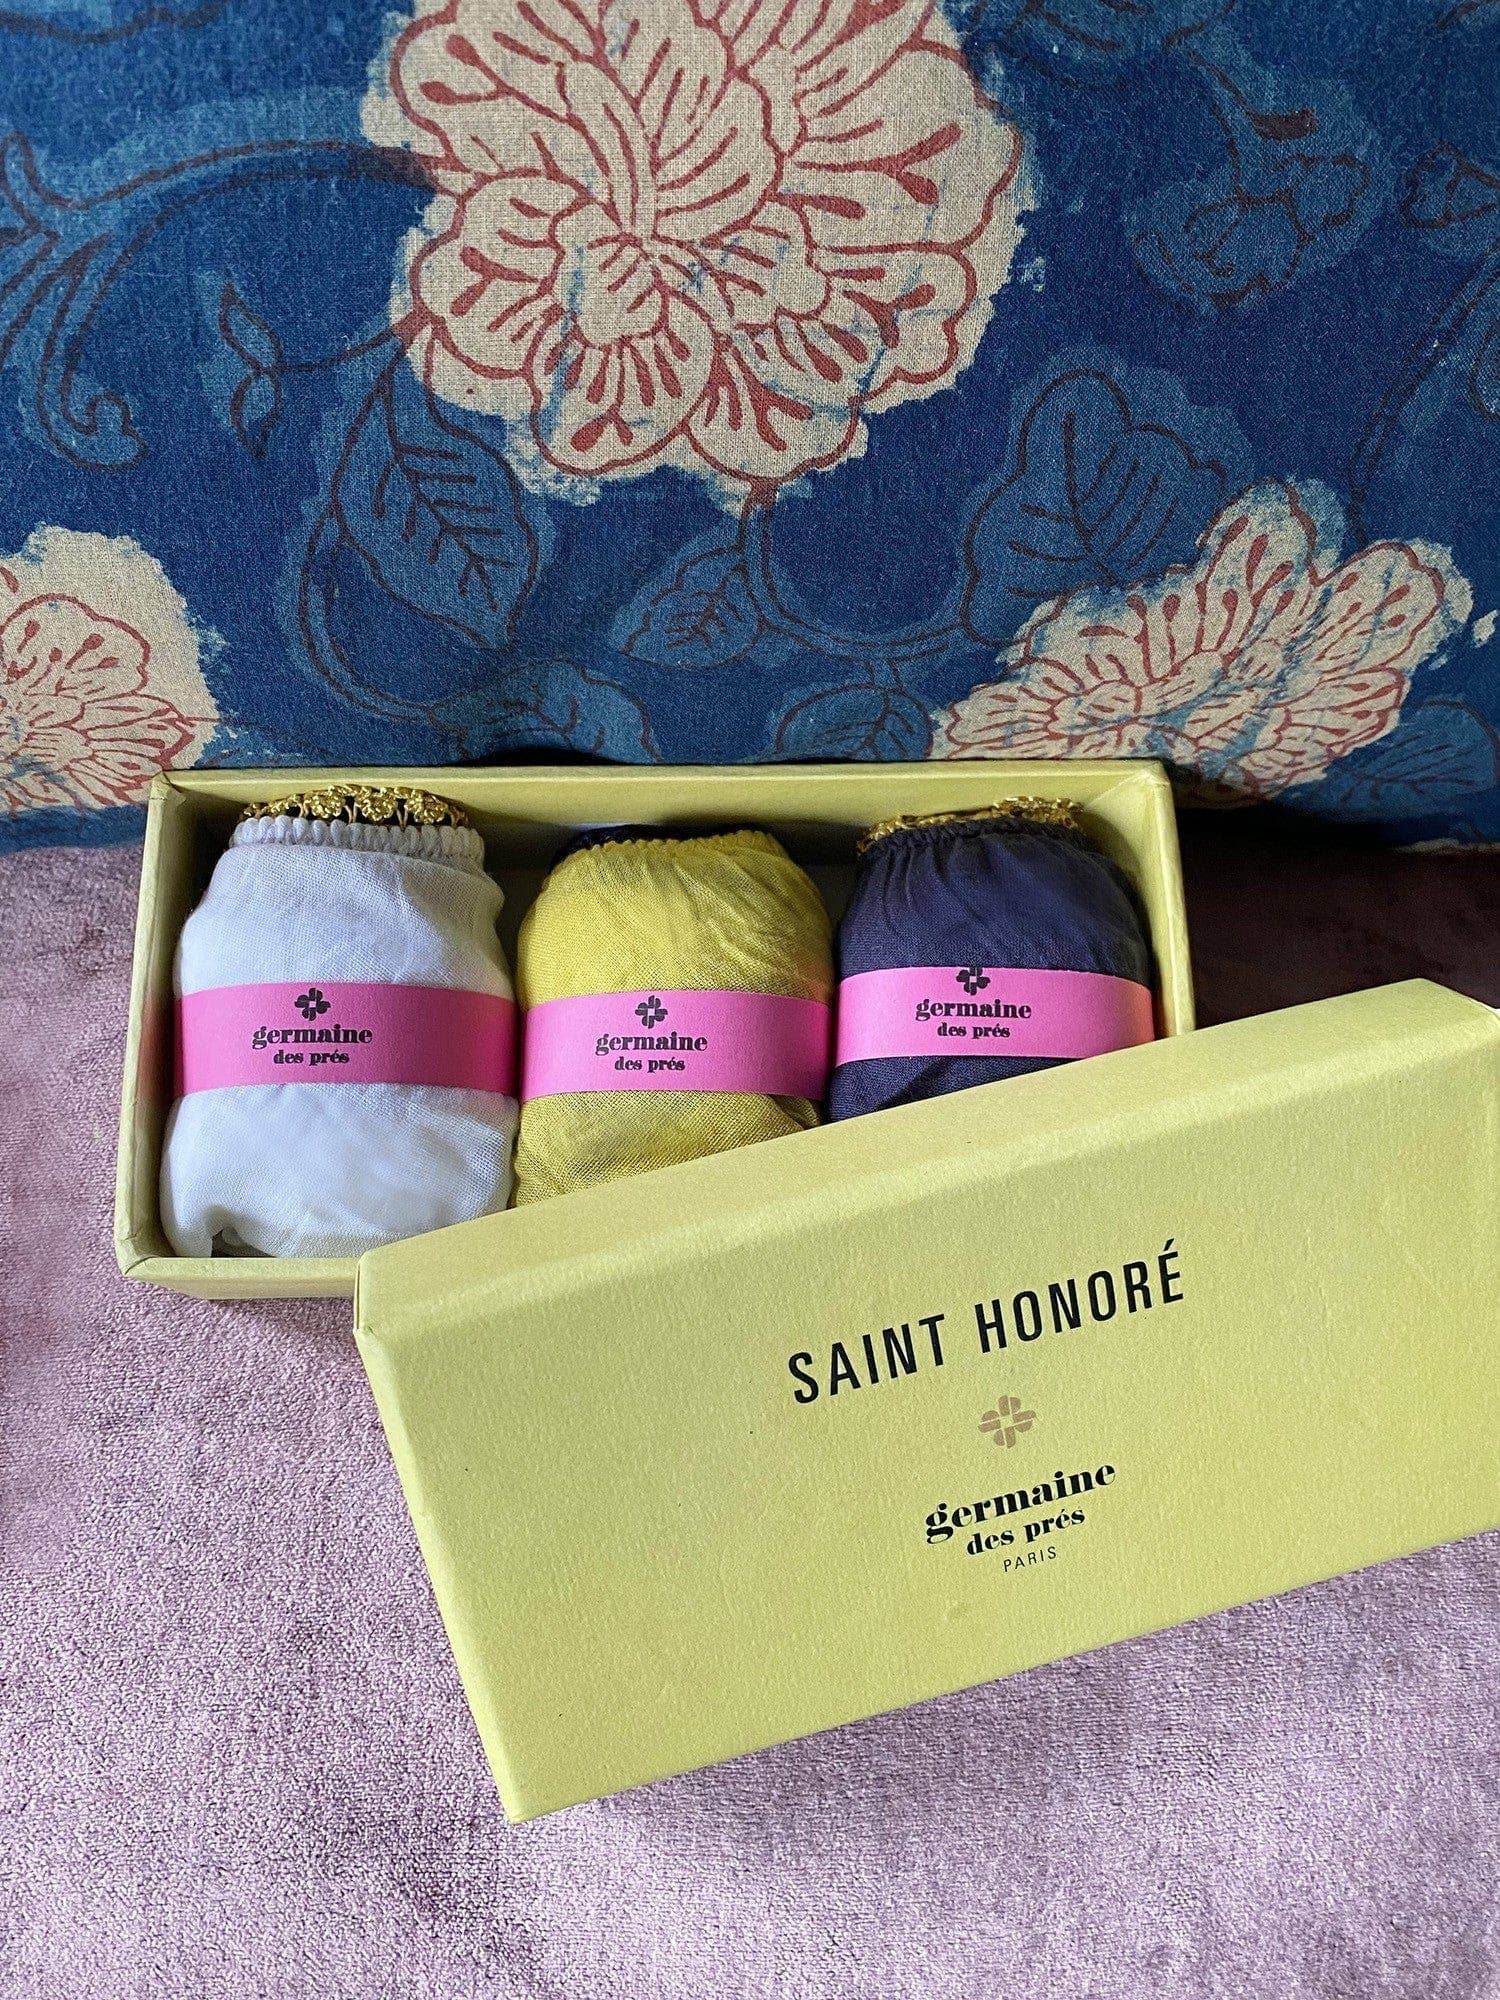 germaine
des prés
germaine
des prés
germaine
des prés
SAINT HONORÉ
germaine
des prés
PARIS